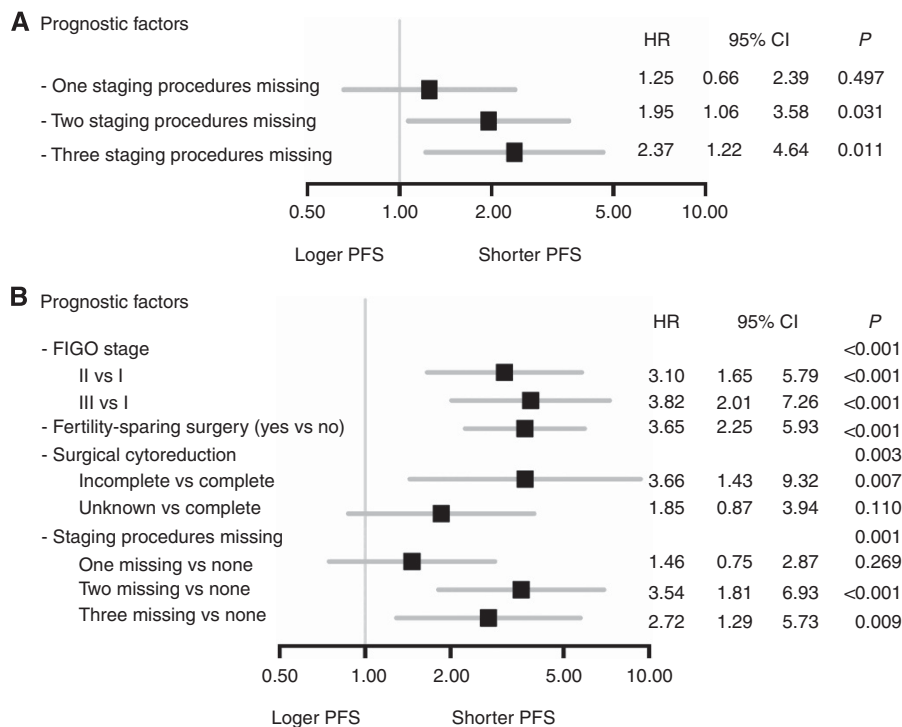 A Prognostic factors
HR 95% CI P
- One staging procedures missing 1.25 0.66 2.39 0.497
- Two staging procedures missing 1.95 1.06 3.58 0.031
- Three staging procedures missing 2.37 1.22 4.64 0.011
0.50 1.00 2.00 5.00 10.00
Loger PFS Shorter PFS
B Prognostic factors
HR 95% CI P
- FIGO stage <0.001
II vs I 3.10 1.65 5.79 <0.001
III vs I 3.82 2.01 7.26 <0.001
- Fertility-sparing surgery (yes vs no) 3.65 2.25 5.93 <0.001
- Surgical cytoreduction 0.003
Incomplete vs complete 3.66 1.43 9.32 0.007
Unknown vs complete 1.85 0.87 3.94 0.110
- Staging procedures missing 0.001
One missing vs none 1.46 0.75 2.87 0.269
Two missing vs none 3.54 1.81 6.93 <0.001
Three missing vs none 2.72 1.29 5.73 0.009
0.50 1.00 2.00 5.00 10.00
Loger PFS Shorter PFS